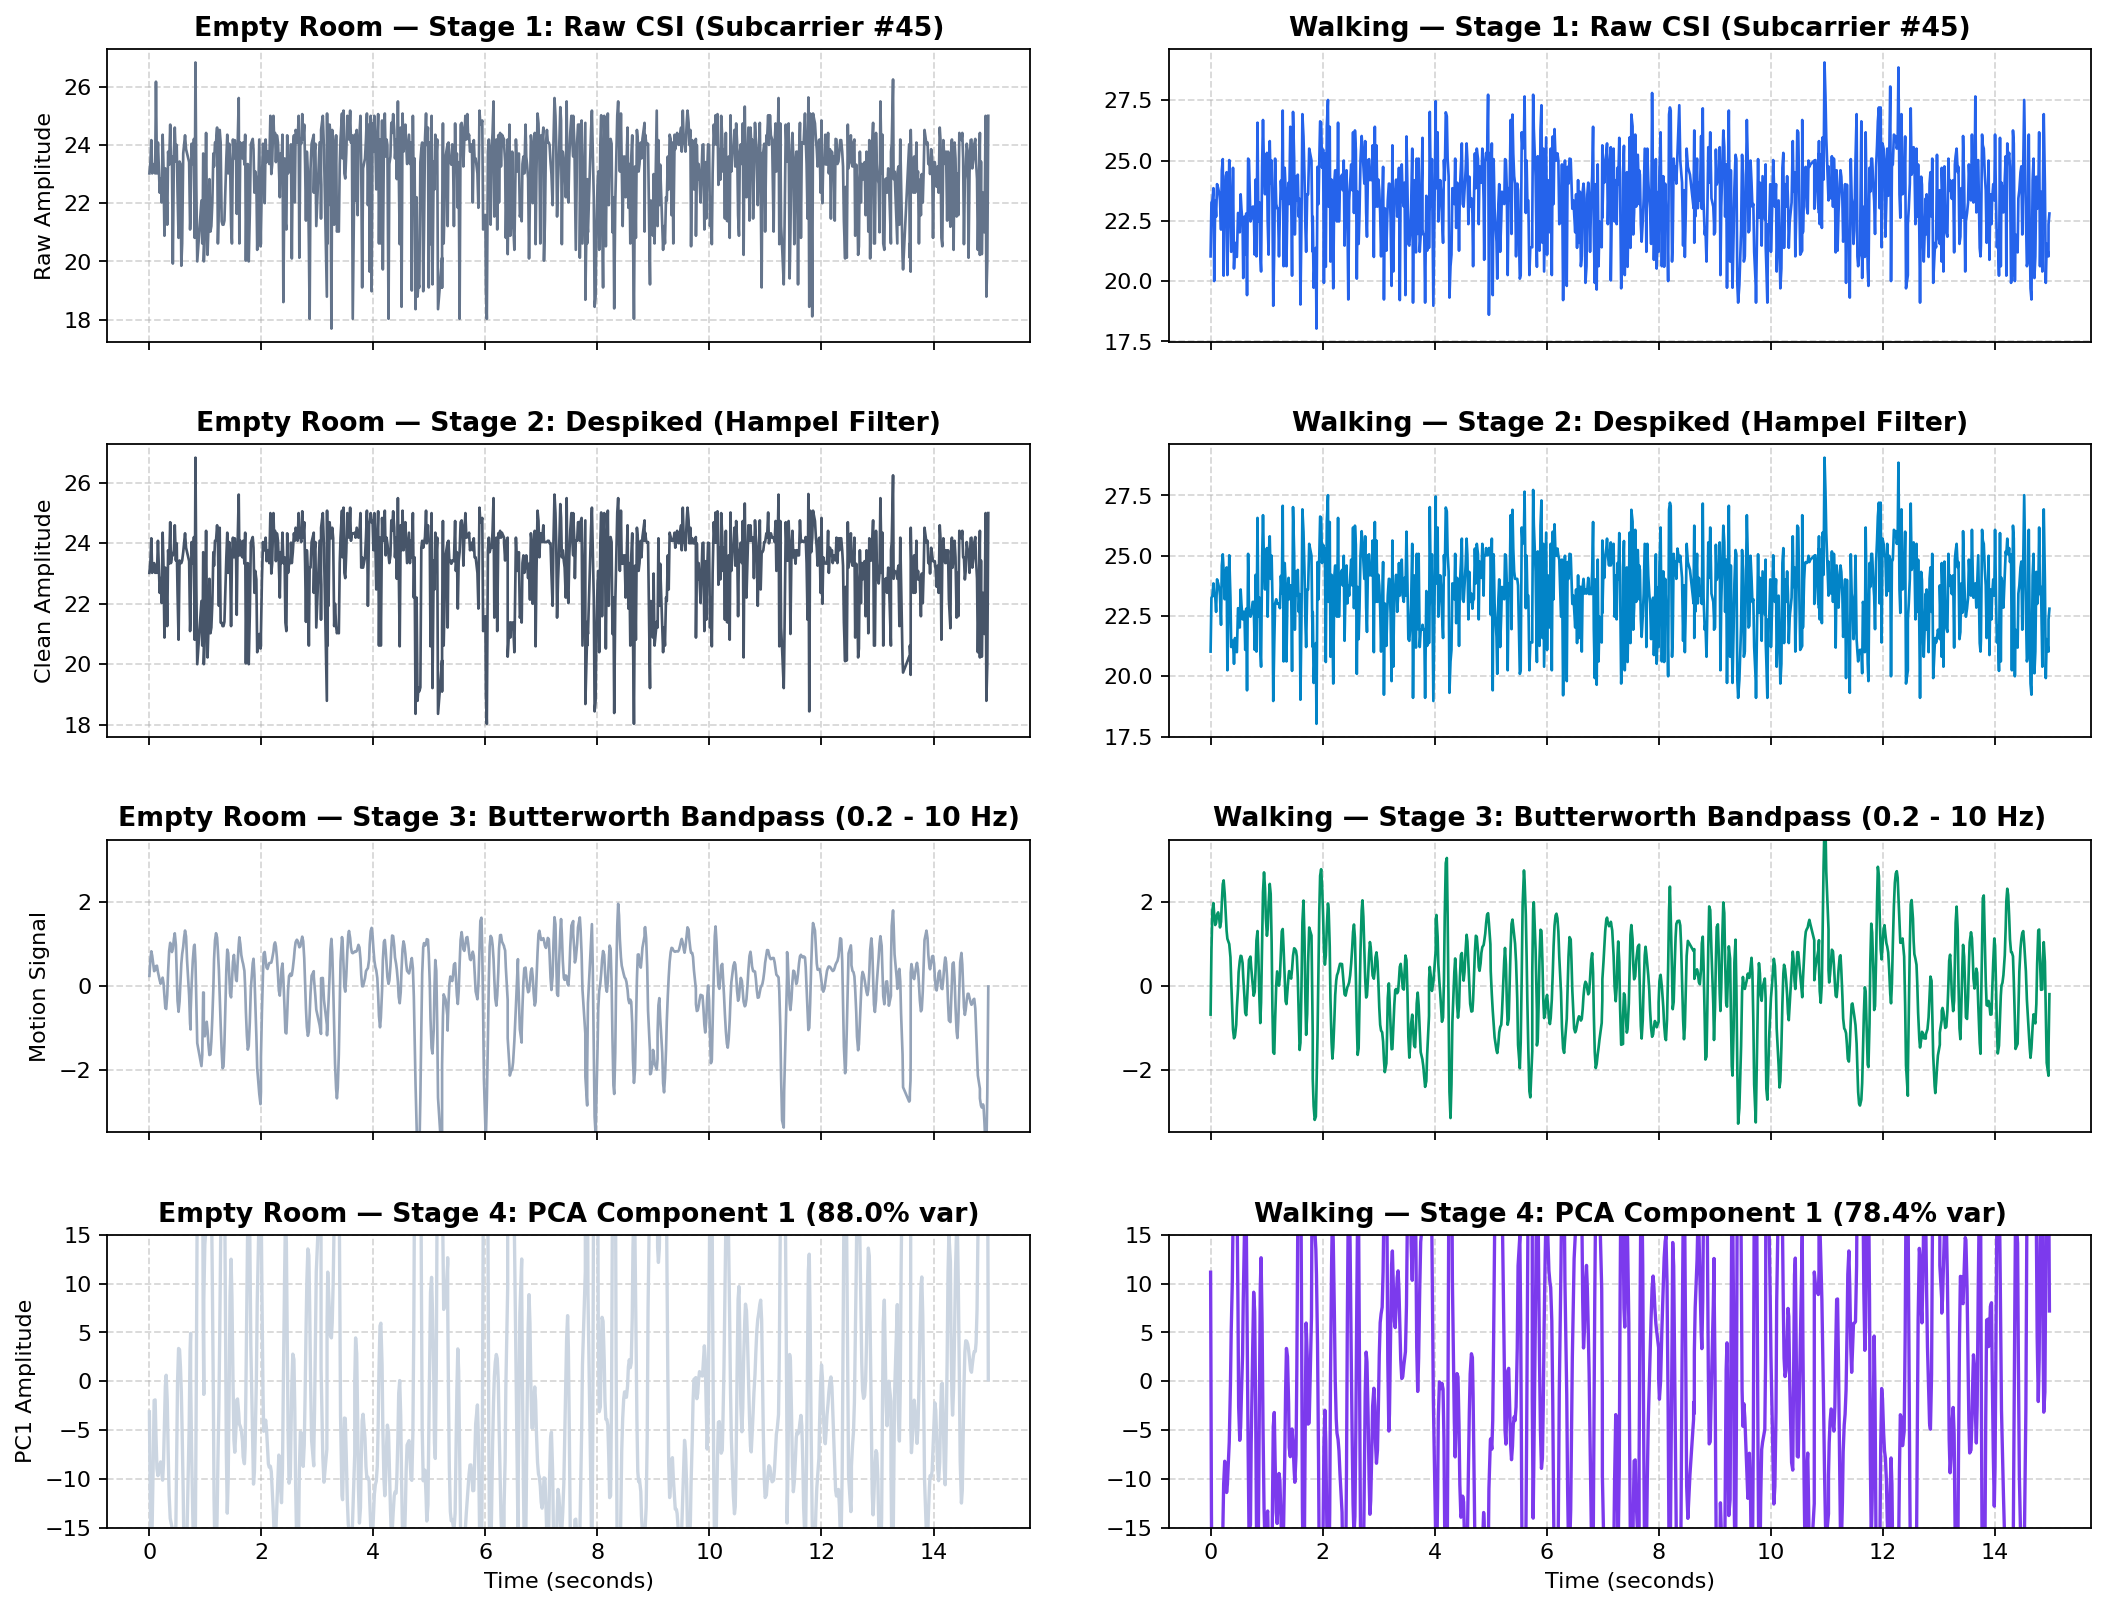 Empty Room — Stage 1: Raw CSI (Subcarrier #45)
Raw Amplitude
26
24
22
20
18
Walking — Stage 1: Raw CSI (Subcarrier #45)
27.5
25.0
22.5
20.0
17.5
Empty Room — Stage 2: Despiked (Hampel Filter)
Clean Amplitude
26
24
22
20
18
Walking — Stage 2: Despiked (Hampel Filter)
27.5
25.0
22.5
20.0
17.5
Empty Room — Stage 3: Butterworth Bandpass (0.2 - 10 Hz)
Motion Signal
2
0
−2
Walking — Stage 3: Butterworth Bandpass (0.2 - 10 Hz)
2
0
−2
Empty Room — Stage 4: PCA Component 1 (88.0% var)
PC1 Amplitude
15
10
5
0
−5
−10
−15
0 2 4 6 8 10 12 14
Time (seconds)
Walking — Stage 4: PCA Component 1 (78.4% var)
15
10
5
0
−5
−10
−15
0 2 4 6 8 10 12 14
Time (seconds)